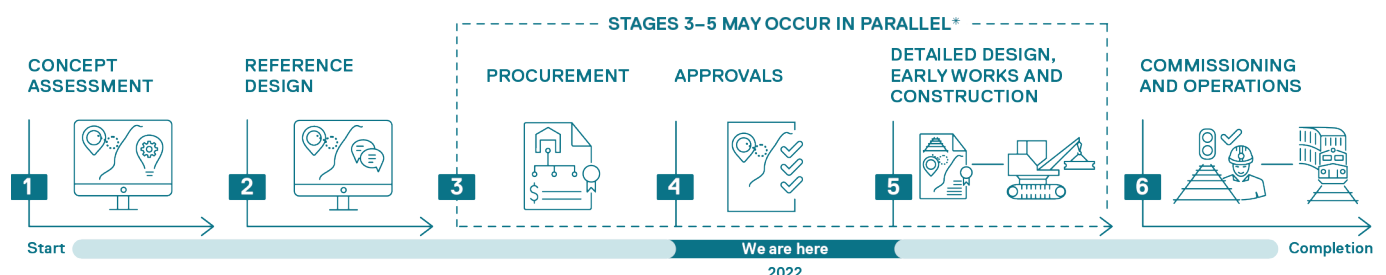 STAGES 3–5 MAY OCCUR IN PARALLEL*
CONCEPT
ASSESSMENT
REFERENCE
DESIGN
PROCUREMENT
APPROVALS
DETAILED DESIGN,
EARLY WORKS AND
CONSTRUCTION
COMMISSIONING
AND OPERATIONS
1
2
3
4
5
6
$
Start
We are here
Completion
2022